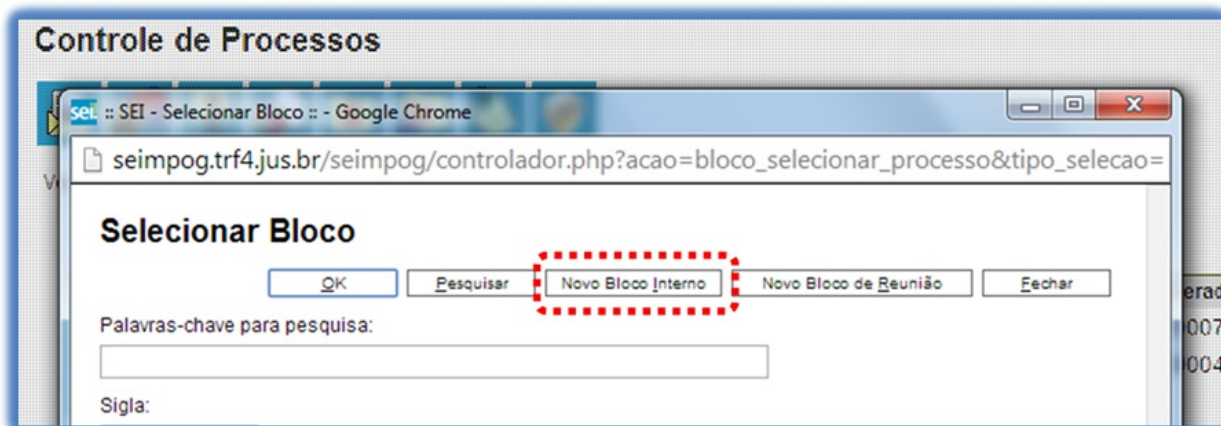 Controle de Processos
sei. :: SEI - Selecionar Bloco :: - Google Chrome
seimpog.trf4.jus.br/seimpog/controlador.php?acao=bloco_selecionar_processo&tipo_selecao=
Selecionar Bloco
OK Pesquisar Novo Bloco Interno Novo Bloco de Reunião Fechar
Palavras-chave para pesquisa:
Sigla: